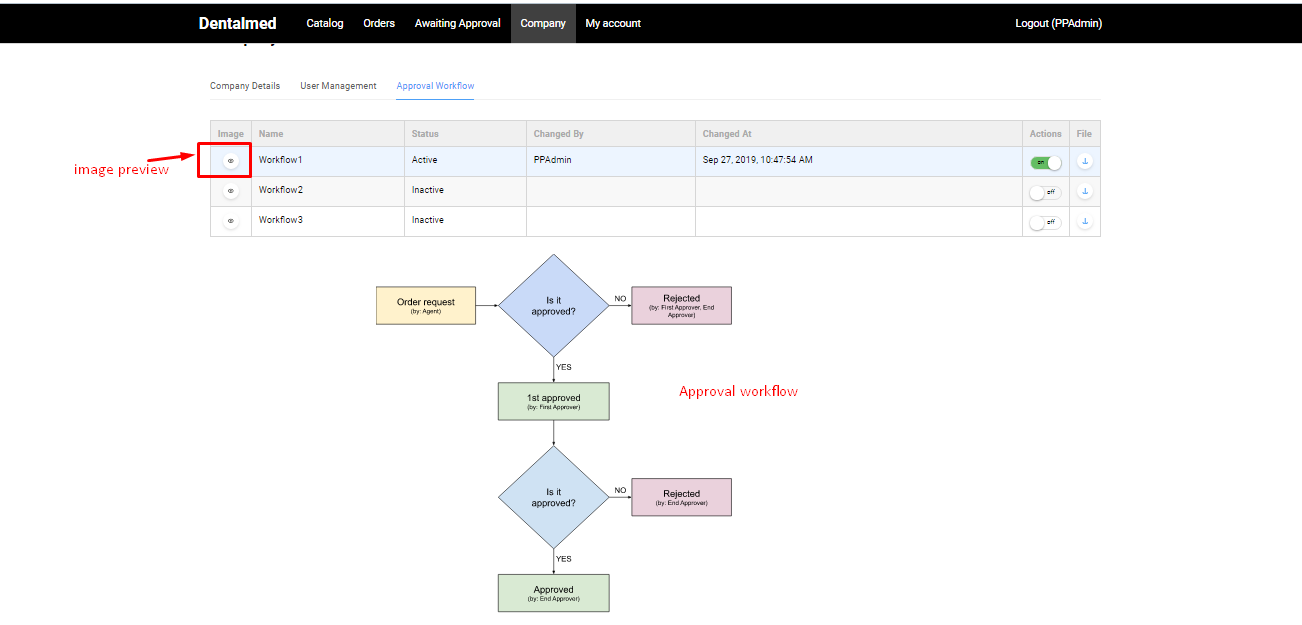 Dentalmed Catalog Orders Awaiting Approval Company My account Logout (PPAdmin)
Company Details User Management Approval Workflow
Image Name Status Changed By Changed At Actions File
Workflow1 Active PPAdmin Sep 27, 2019, 10:47:54 AM on
image preview
Workflow2 Inactive off
Workflow3 Inactive off
Order request
(by: Agent)
Is it
approved?
NO
Rejected
(by: First Approver, End
Approver)
YES
1st approved
(by: First Approver)
Approval workflow
Is it
approved?
NO
Rejected
(by: End Approver)
YES
Approved
(by: End Approver)